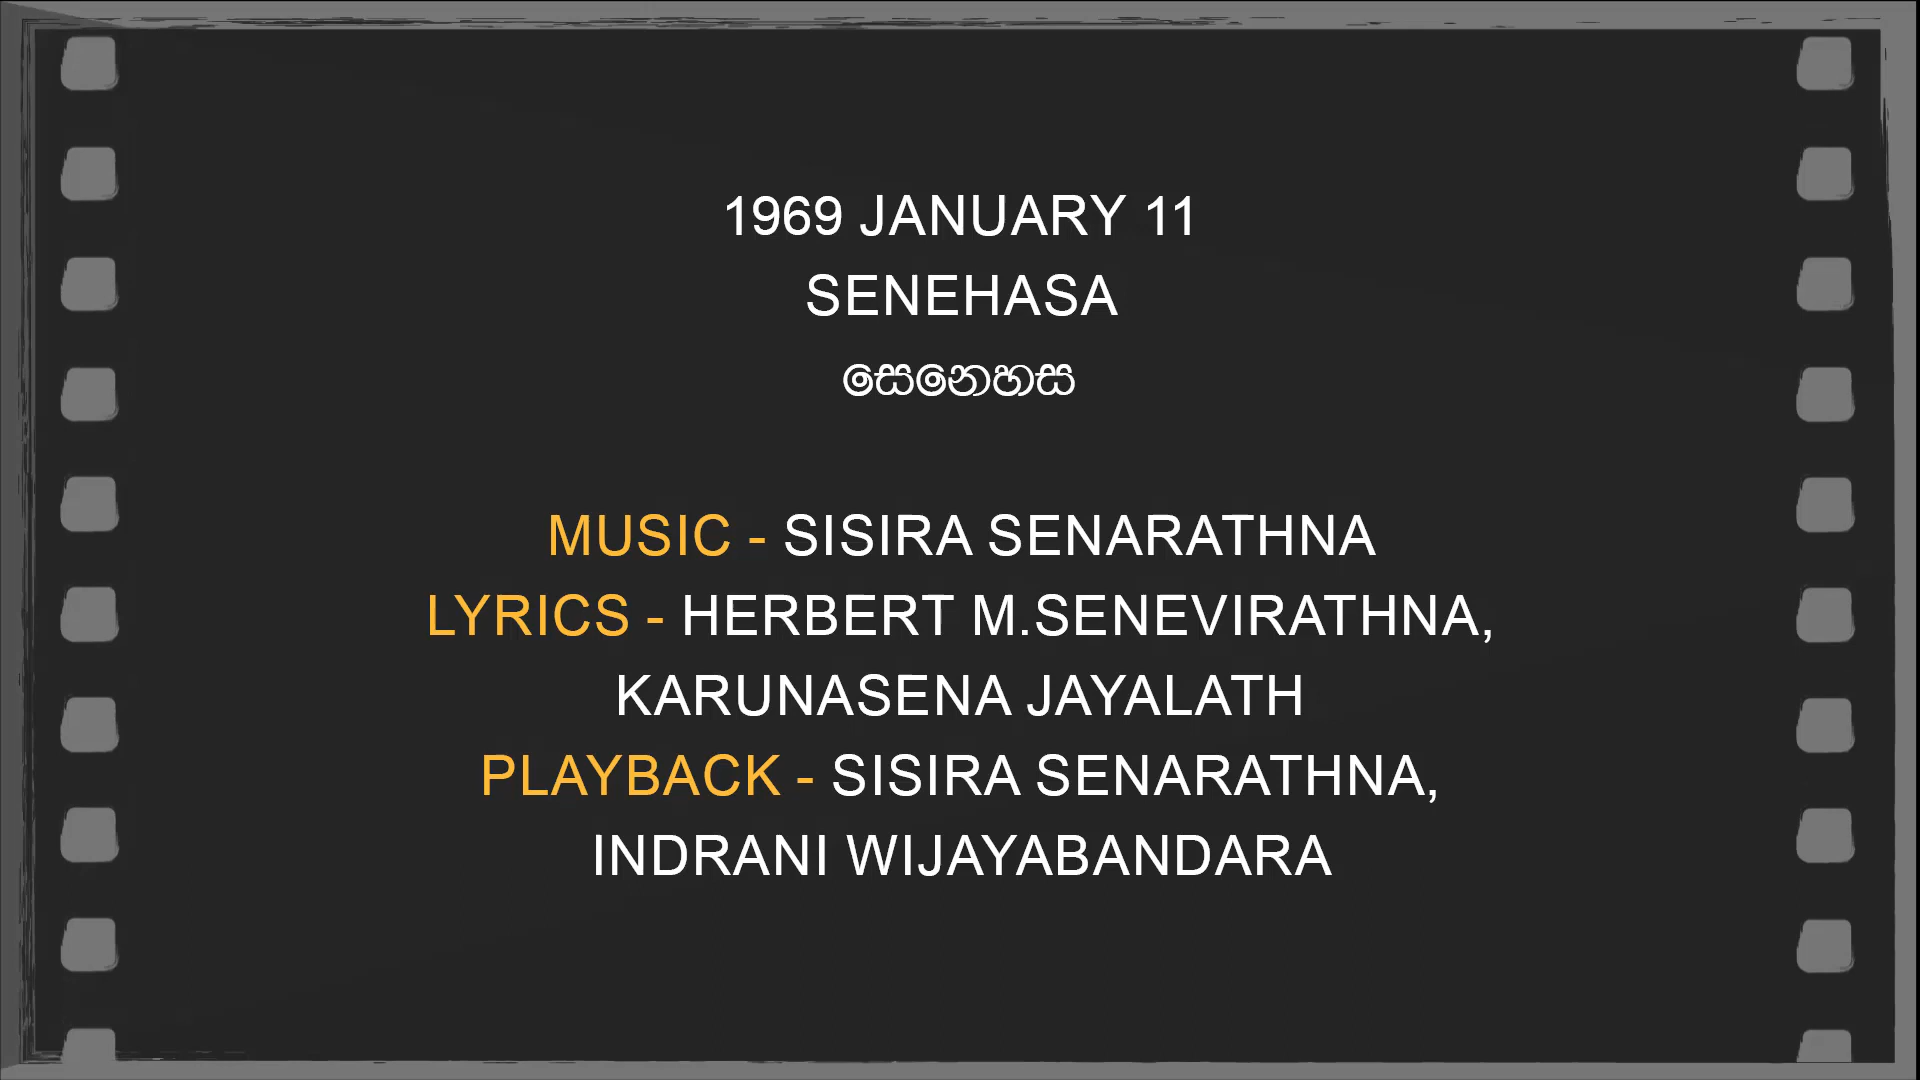 1969 JANUARY 11
SENEHASA
සෙනෙහස
MUSIC - SISIRA SENARATHNA
LYRICS - HERBERT M.SENEVIRATHNA,
KARUNASENA JAYALATH
PLAYBACK - SISIRA SENARATHNA,
INDRANI WIJAYABANDARA